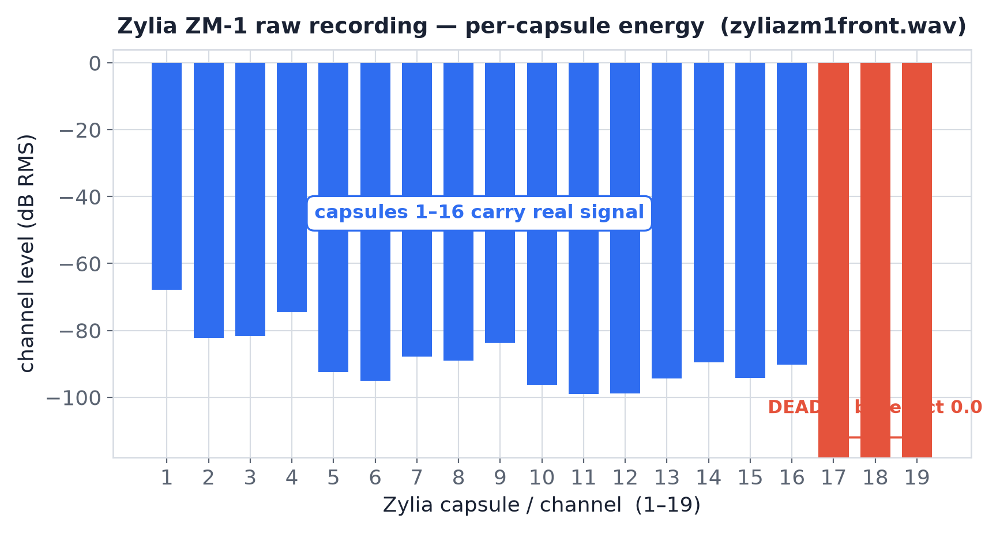 Zylia ZM-1 raw recording — per-capsule energy (zyliazm1front.wav)
channel level (dB RMS)
0
−20
−40
−60
−80
−100
capsules 1–16 carry real signal
DEAD 0.0
1 2 3 4 5 6 7 8 9 10 11 12 13 14 15 16 17 18 19
Zylia capsule / channel (1–19)